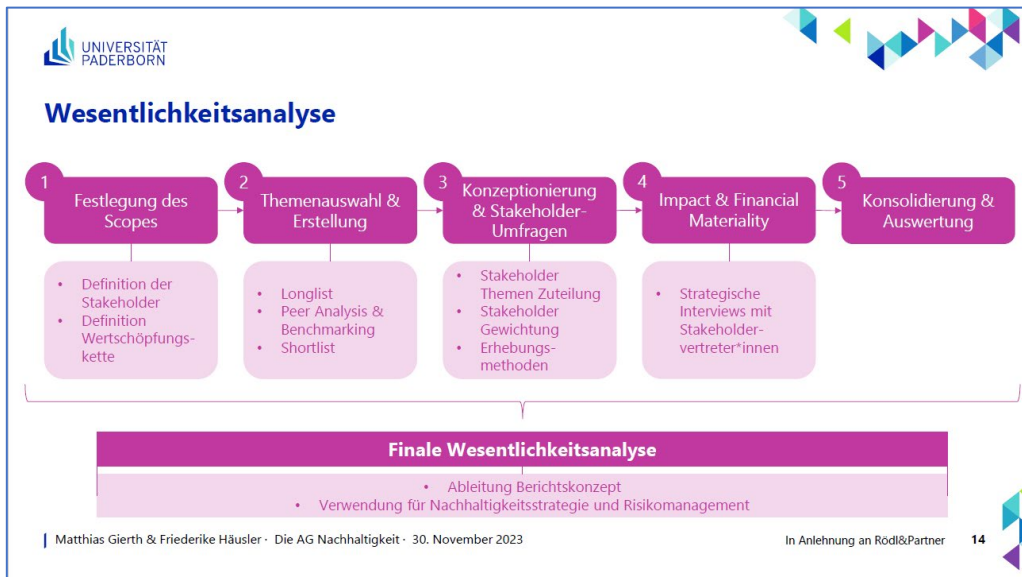 UNIVERSITÄT
PADERBORN
Wesentlichkeitsanalyse
1
Festlegung des
Scopes
2
Themenauswahl &
Erstellung
3
Konzeptionierung
& Stakeholder-
Umfragen
4
Impact & Financial
Materiality
5
Konsolidierung &
Auswertung
• Definition der
Stakeholder
• Definition
Wertschöpfungs-
kette
• Longlist
• Peer Analysis &
Benchmarking
• Shortlist
• Stakeholder
Themen Zuteilung
• Stakeholder
Gewichtung
• Erhebungs-
methoden
• Strategische
Interviews mit
Stakeholder-
vertreter*innen
Finale Wesentlichkeitsanalyse
• Ableitung Berichtskonzept
• Verwendung für Nachhaltigkeitsstrategie und Risikomanagement
Matthias Gierth & Friederike Häusler · Die AG Nachhaltigkeit · 30. November 2023
In Anlehnung an Rödl&Partner 14